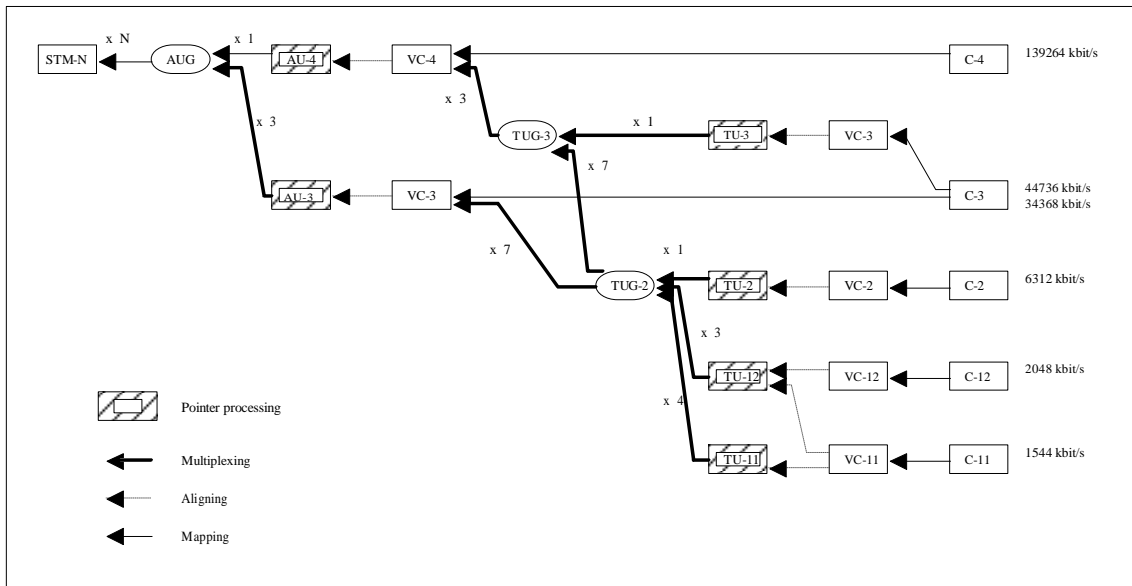 x N
x 1
STM-N
AUG
AU-4
VC-4
C-4
139264 kbit/s
x 3
x 3
TUG-3
x 1
TU-3
VC-3
x 7
AU-3
VC-3
C-3
44736 kbit/s
34368 kbit/s
x 7
x 1
TUG-2
TU-2
VC-2
C-2
6312 kbit/s
x 3
TU-12
VC-12
C-12
2048 kbit/s
x 4
TU-11
VC-11
C-11
1544 kbit/s
Pointer processing
Multiplexing
Aligning
Mapping